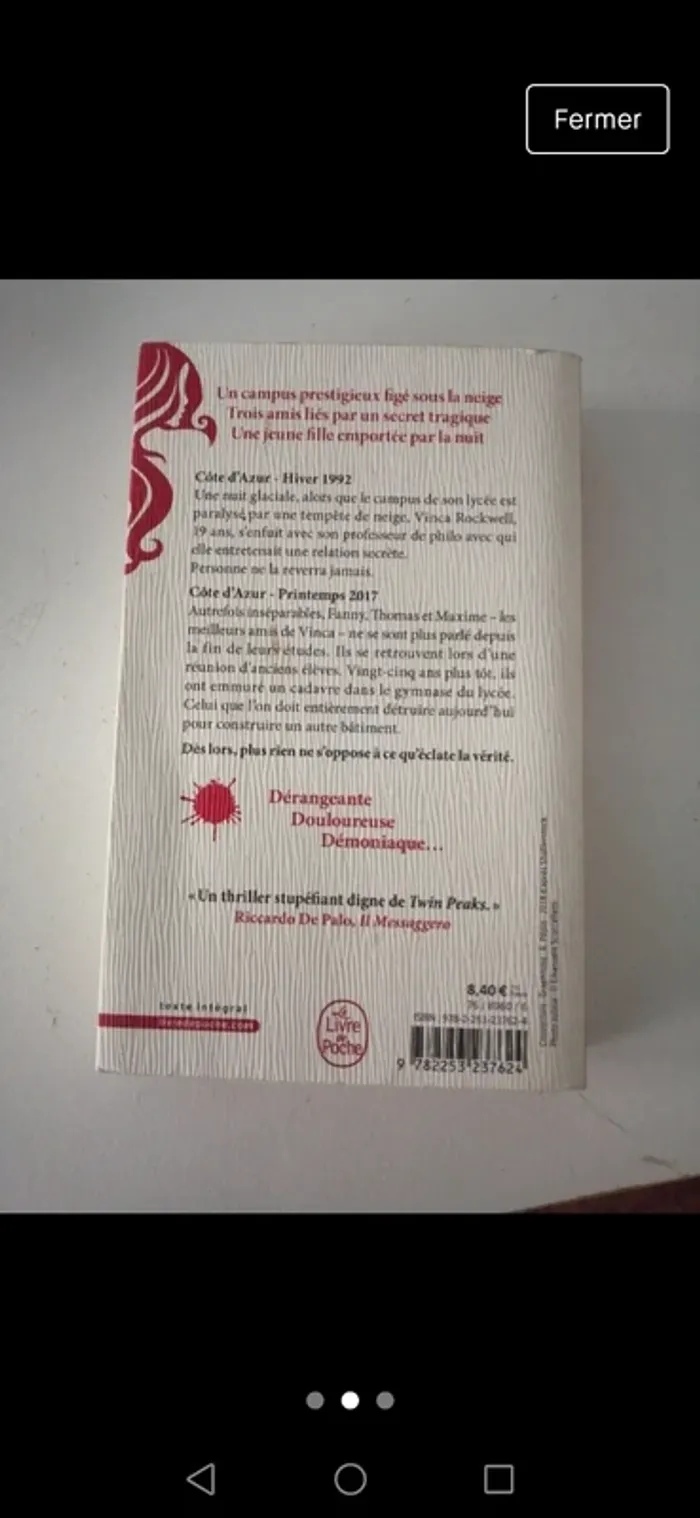 Fermer
Un campus prestigieux figé sous la neige
Trois amis liés par un secret tragique
Une jeune fille emportée par la nuit
Côte d'Azur - Hiver 1992
Une nuit glaciale, alors que le campus de son lycée est
paralysé par une tempête de neige, Vinca Rockwell,
19 ans, s'enfuit avec son professeur de philo avec qui
elle entretenait une relation secrète.
Personne ne la reverra jamais.
Côte d'Azur - Printemps 2017
Autrefois inséparables, Fanny, Thomas et Maxime – les
meilleurs amis de Vinca – ne se sont plus parlé depuis
la fin de leurs études. Ils se retrouvent lors d'une
réunion d'anciens élèves. Vingt-cinq ans plus tôt, ils
ont emmuré un cadavre dans le gymnase du lycée.
Celui que l'on doit entièrement détruire aujourd'hui
pour construire un autre bâtiment.
Dès lors, plus rien ne s'oppose à ce qu'éclate la vérité.
Dérangeante
Douloureuse
Démoniaque...
« Un thriller stupéfiant digne de Twin Peaks. »
Riccardo De Palo, Il Messaggero
8,40 €
texte intégral
livredepoche.com
Le
Livre
de
Poche
ISBN : 978-2-253-23762-4
9 782253 237624